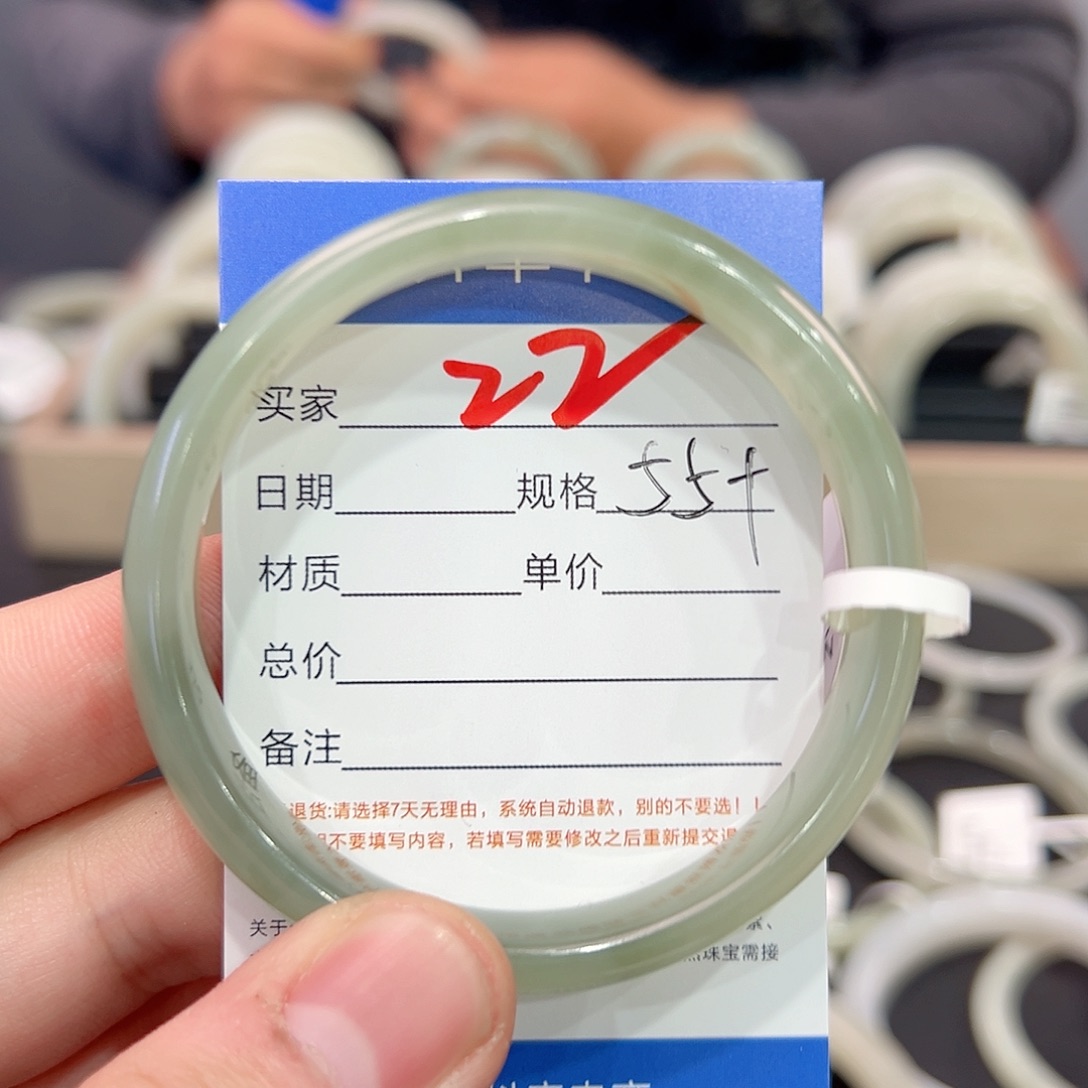 22
买家
日期 规格 55+
材质 单价
总价
备注
退货:请选择7天无理由，系统自动退款，别的不要选！
不要填写内容，若填写需要修改之后重新提交退
关于
珠宝需接